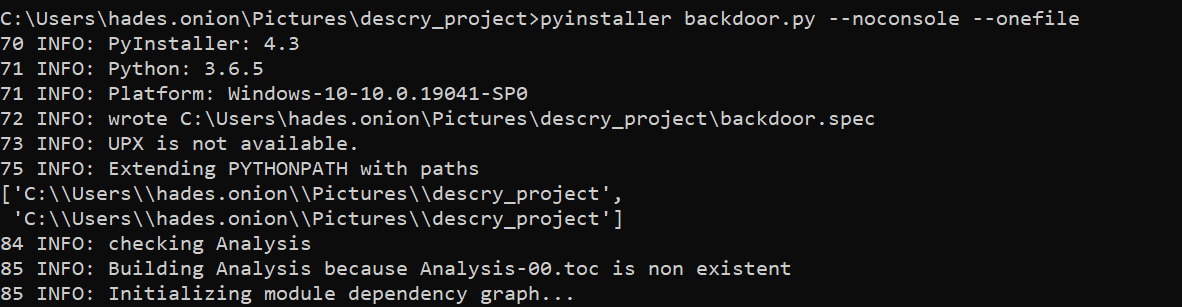 C:\Users\hades.onion\Pictures\descry_project>pyinstaller backdoor.py --noconsole --onefile
70 INFO: PyInstaller: 4.3
71 INFO: Python: 3.6.5
71 INFO: Platform: Windows-10-10.0.19041-SP0
72 INFO: wrote C:\Users\hades.onion\Pictures\descry_project\backdoor.spec
73 INFO: UPX is not available.
75 INFO: Extending PYTHONPATH with paths
['C:\\Users\\hades.onion\\Pictures\\descry_project',
 'C:\\Users\\hades.onion\\Pictures\\descry_project']
84 INFO: checking Analysis
85 INFO: Building Analysis because Analysis-00.toc is non existent
85 INFO: Initializing module dependency graph...